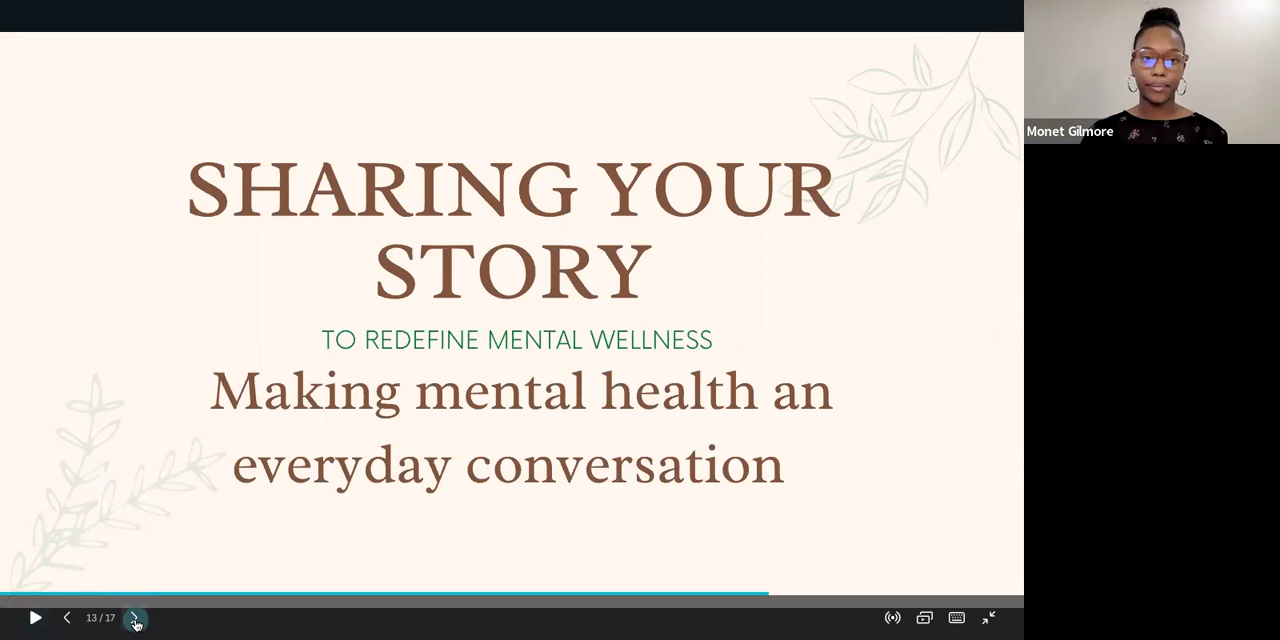 SHARING YOUR
STORY
TO REDEFINE MENTAL WELLNESS
Making mental health an
everyday conversation
Monet Gilmore
13 / 17